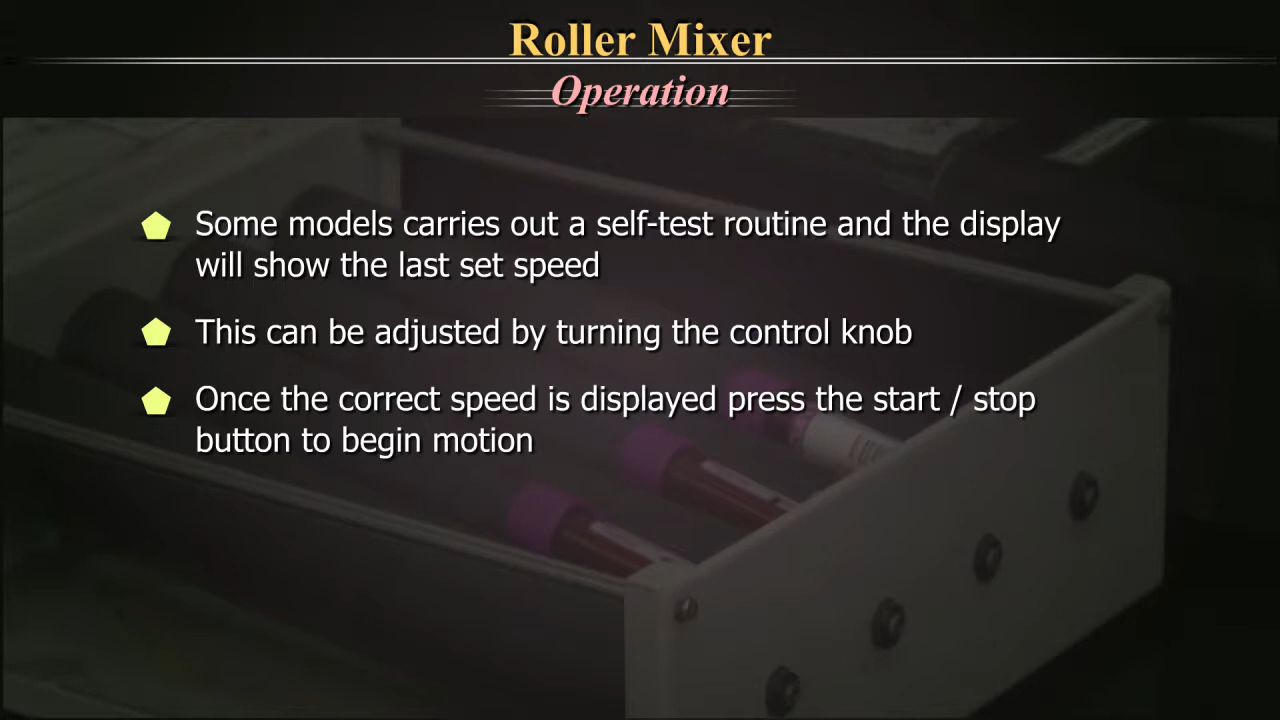 Roller Mixer
Operation
Some models carries out a self-test routine and the display
will show the last set speed
This can be adjusted by turning the control knob
Once the correct speed is displayed press the start / stop
button to begin motion